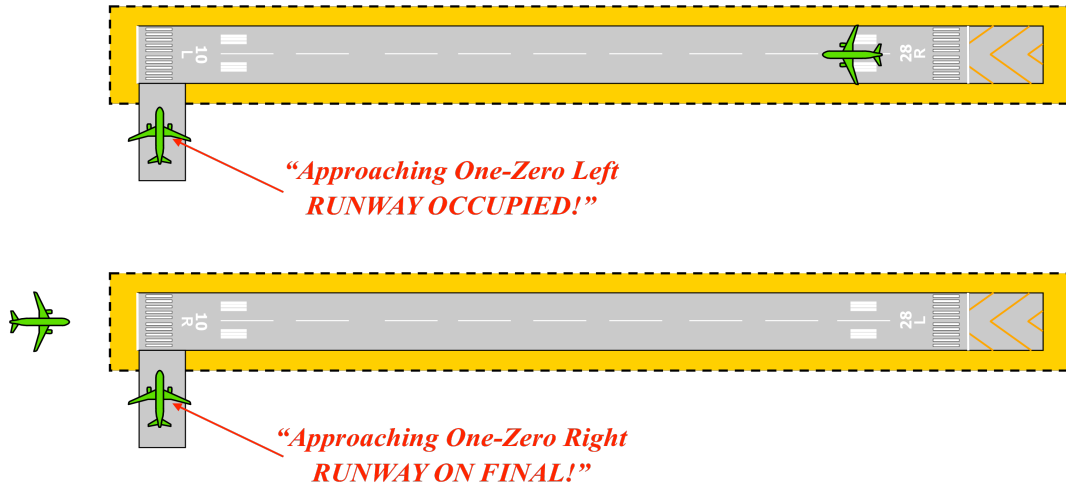 10
L
28
R
“Approaching One-Zero Left
RUNWAY OCCUPIED!”
10
R
28
L
“Approaching One-Zero Right
RUNWAY ON FINAL!”